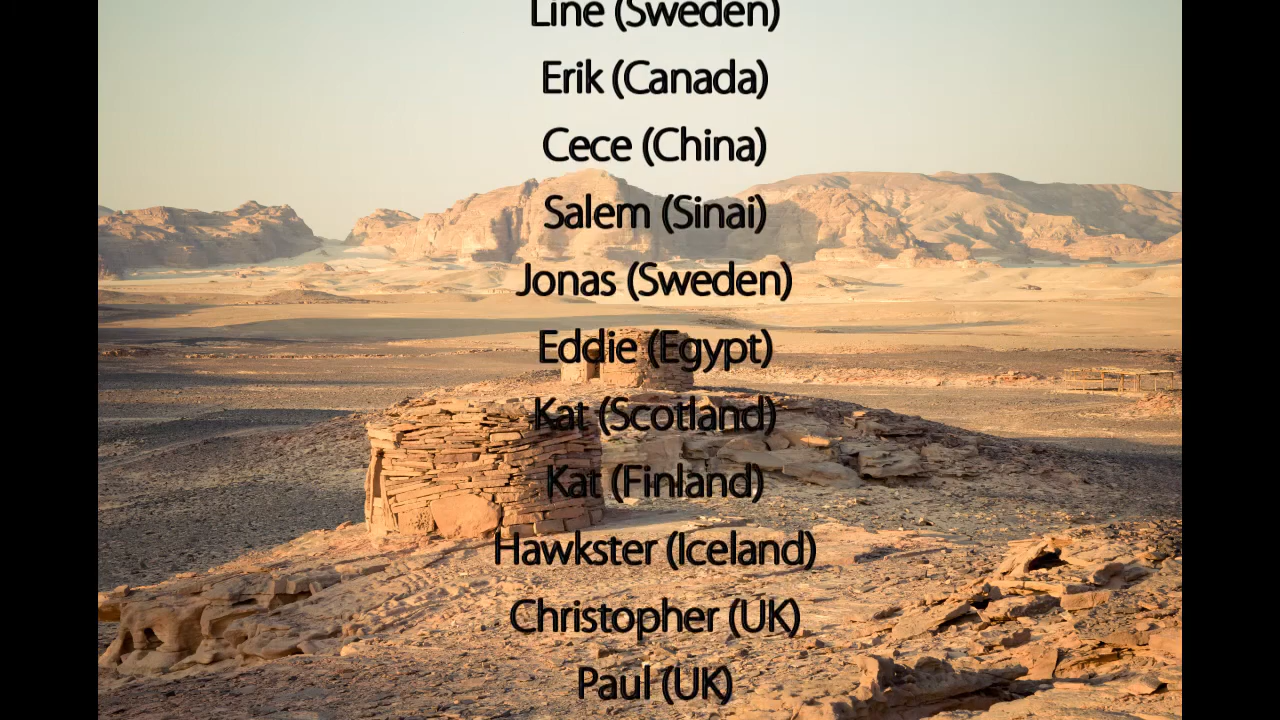 Line (Sweden)
Erik (Canada)
Cece (China)
Salem (Sinai)
Jonas (Sweden)
Eddie (Egypt)
Kat (Scotland)
Kat (Finland)
Hawkster (Iceland)
Christopher (UK)
Paul (UK)